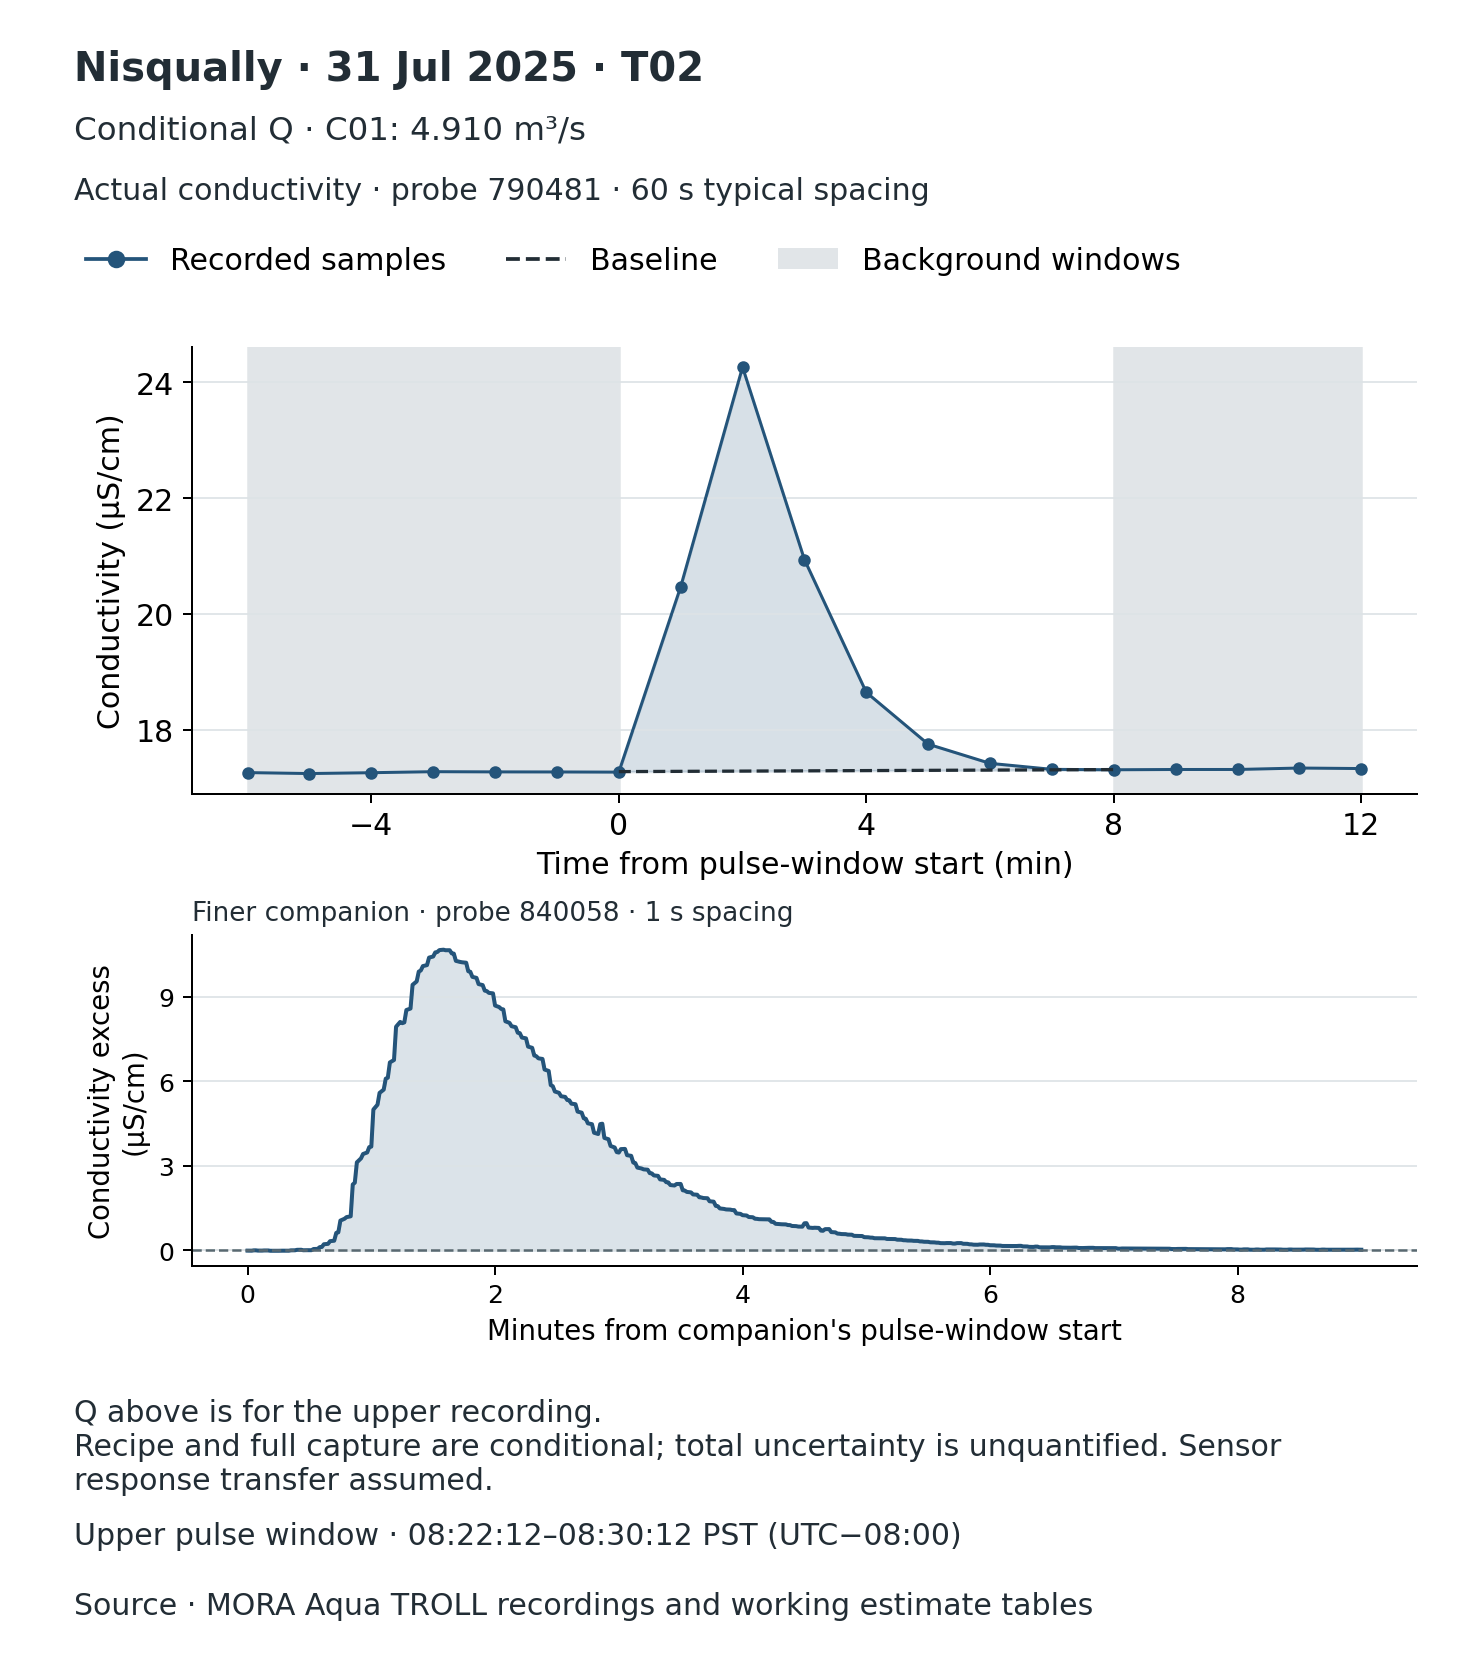 Nisqually · 31 Jul 2025 · T02
Conditional Q · C01: 4.910 m³/s
Actual conductivity · probe 790481 · 60 s typical spacing
Recorded samples
Baseline
Background windows
Conductivity (µS/cm)
24
22
20
18
−4
0
4
8
12
Time from pulse-window start (min)
Finer companion · probe 840058 · 1 s spacing
Conductivity excess
(µS/cm)
9
6
3
0
0
2
4
6
8
Minutes from companion's pulse-window start
Q above is for the upper recording.
Recipe and full capture are conditional; total uncertainty is unquantified. Sensor
response transfer assumed.
Upper pulse window · 08:22:12–08:30:12 PST (UTC−08:00)
Source · MORA Aqua TROLL recordings and working estimate tables